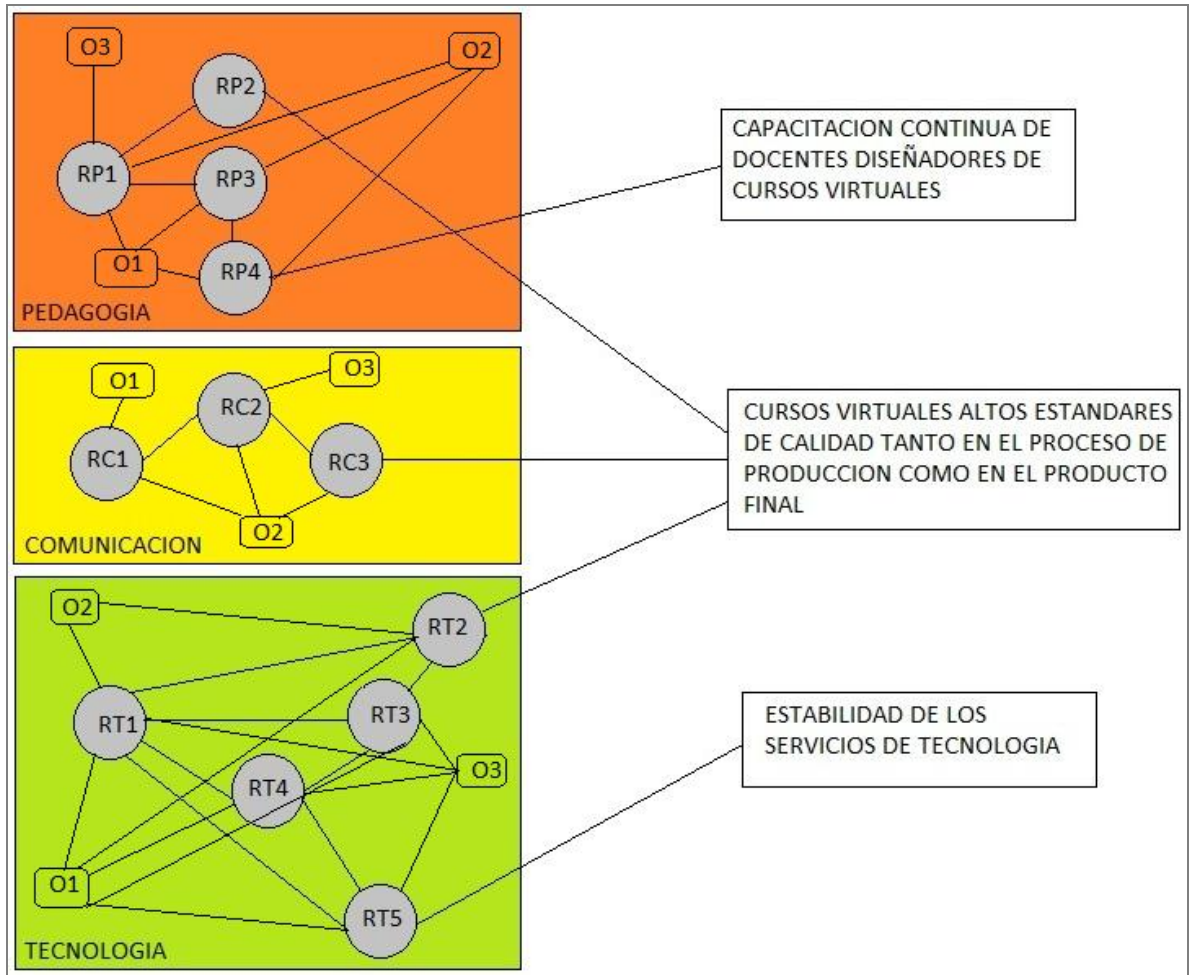 O3
O2
RP2
RP1
RP3
O1
RP4
PEDAGOGIA
CAPACITACION CONTINUA DE
DOCENTES DISEÑADORES DE
CURSOS VIRTUALES
O1
O3
RC2
RC1
RC3
O2
COMUNICACION
CURSOS VIRTUALES ALTOS ESTANDARES
DE CALIDAD TANTO EN EL PROCESO DE
PRODUCCION COMO EN EL PRODUCTO
FINAL
O2
RT2
RT1
RT3
RT4
O3
O1
RT5
TECNOLOGIA
ESTABILIDAD DE LOS
SERVICIOS DE TECNOLOGIA